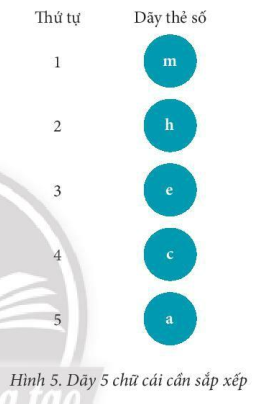 Thứ tự Dãy thẻ số
1 m
2 h
3 e
4 c
5 a
Hình 5. Dãy 5 chữ cái cần sắp xếp
g tạo